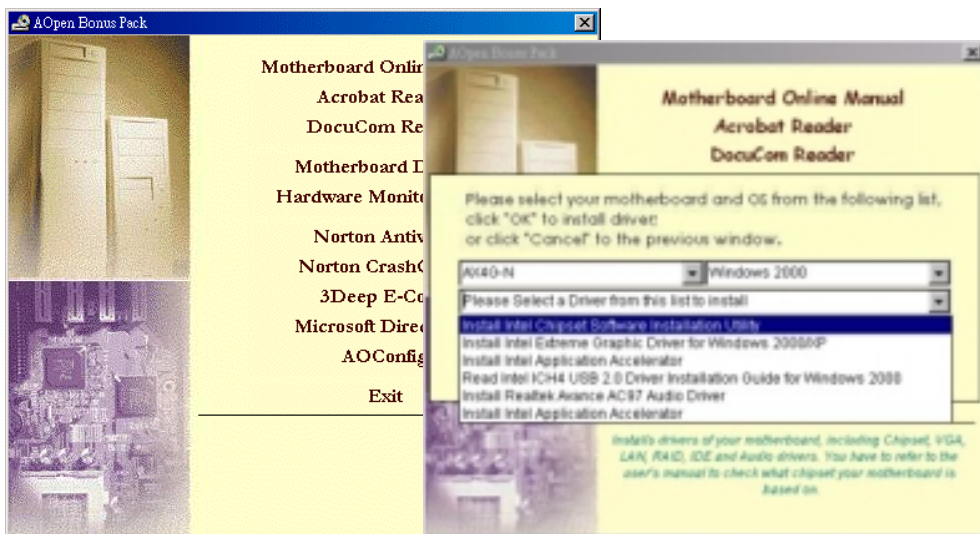 AOpen Bonus Pack
Motherboard Onlin
Acrobat Rea
DocuCom Re
Motherboard D
Hardware Monito
Norton Antiv
Norton Crash
3Deep E-Co
Microsoft Direc
AOConfig
Exit
AOpen Bonus Pack
Motherboard Online Manual
Acrobat Reader
DocuCom Reader
Please select your motherboard and OS from the following list,
click "OK" to install driver;
or click "Cancel" to the previous window.
AX4G-N Windows 2000
Please Select a Driver from this list to install
Install Intel Chipset Software Installation Utility
Install Intel Extreme Graphic Driver for Windows 2000/XP
Install Intel Application Accelerator
Read Intel ICH4 USB 2.0 Driver Installation Guide for Windows 2000
Install Realtek Avance AC97 Audio Driver
Install Intel Application Accelerator
Installs drivers of your motherboard, including Chipset, VGA,
LAN, RAID, IDE and Audio drivers. You have to refer to the
user's manual to check what chipset your motherboard is
based on.